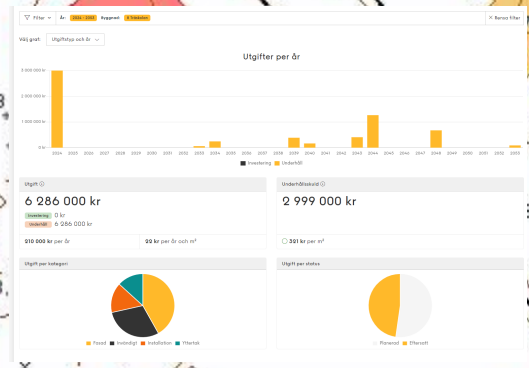 Filter År: 2024 - 2053 Byggnad: Rensa filter
Välj graf: Utgiftstyp och år
Utgifter per år
3 000 000 kr
2 000 000 kr
1 000 000 kr
0 kr
2024 2025 2026 2027 2028 2029 2030 2031 2032 2033 2034 2035 2036 2037 2038 2039 2040 2041 2042 2043 2044 2045 2046 2047 2048 2049 2050 2051 2052 2053
Investering Underhåll
Utgift
6 286 000 kr
Investering 0 kr
Underhåll 6 286 000 kr
210 000 kr per år 22 kr per år och m²
Underhållsskuld
2 999 000 kr
321 kr per m²
Utgift per kategori
Fasad Invändigt Installation Yttertak
Utgift per status
Planerad Eftersatt